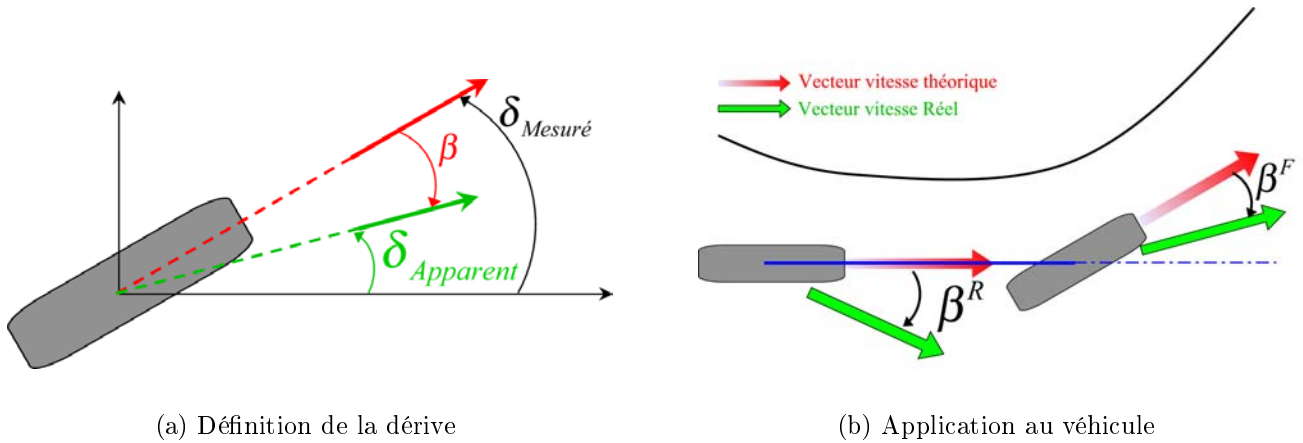 δMesuré
β
δApparent
(a) Définition de la dérive
Vecteur vitesse théorique
Vecteur vitesse Réel
β^F
β^R
(b) Application au véhicule